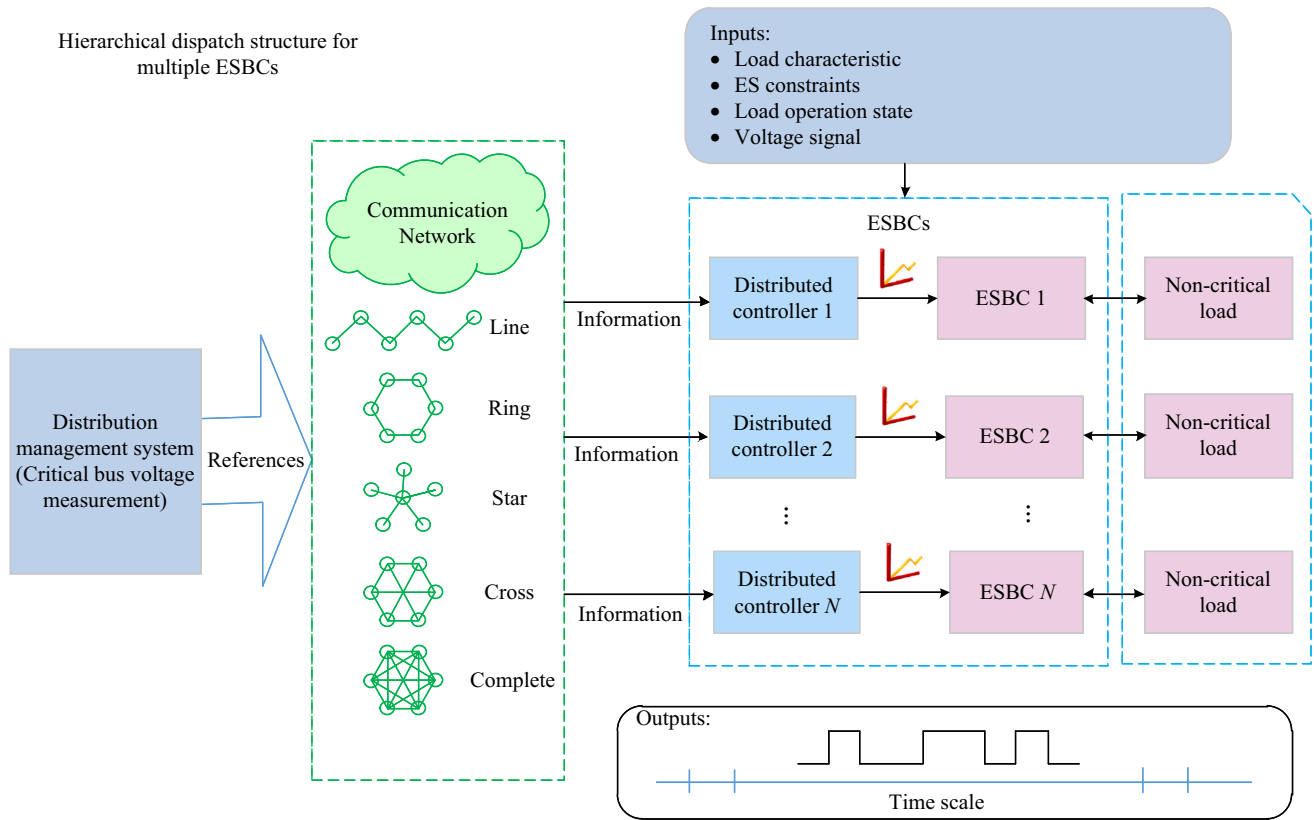 Hierarchical dispatch structure for
multiple ESBCs
Inputs:
• Load characteristic
• ES constraints
• Load operation state
• Voltage signal
Distribution
management system
(Critical bus voltage
measurement)
References
Communication
Network
Line
Ring
Star
Cross
Complete
Information
Information
Information
ESBCs
Distributed
controller 1
ESBC 1
Non-critical
load
Distributed
controller 2
ESBC 2
Non-critical
load
⋮
⋮
Distributed
controller N
ESBC N
Non-critical
load
Outputs:
Time scale